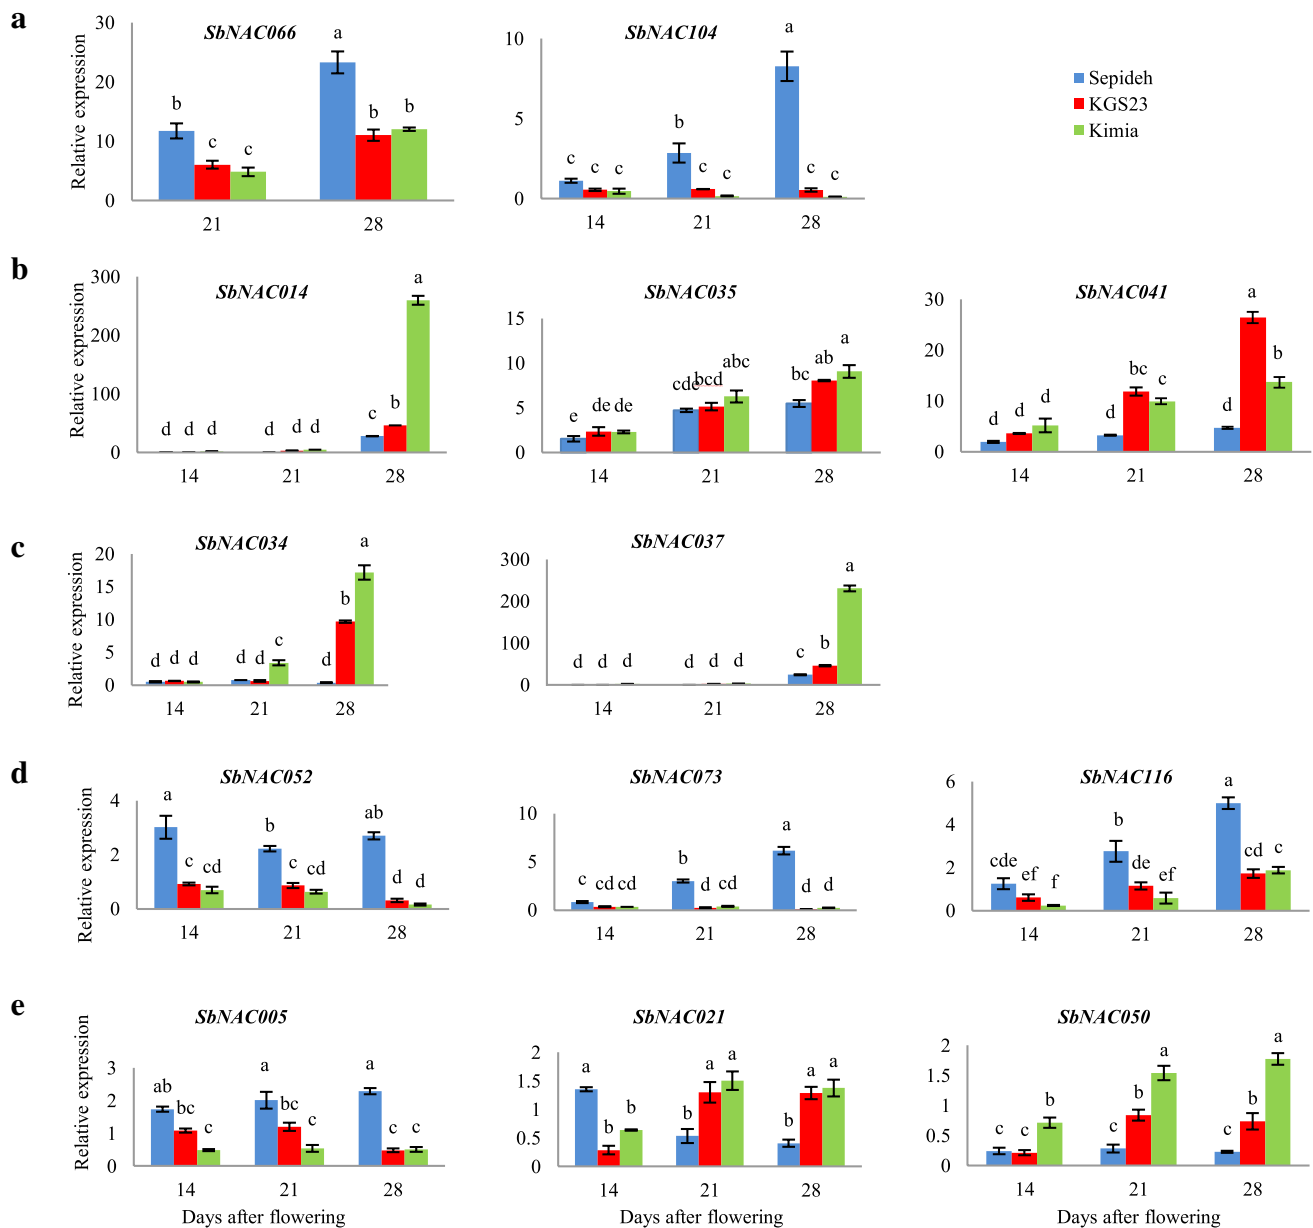 a
SbNAC066
Relative expression
30
20
10
0
b
c
c
a
b
b
21
28
SbNAC104
10
5
0
c
c
c
b
c
c
a
c
c
14
21
28
Sepideh
KGS23
Kimia
b
SbNAC014
Relative expression
300
200
100
0
d
d
d
d
d
d
c
b
a
14
21
28
SbNAC035
15
10
5
0
e
de
de
cde
bcd
abc
bc
ab
a
14
21
28
SbNAC041
30
20
10
0
d
d
d
d
bc
c
d
a
b
14
21
28
c
SbNAC034
Relative expression
20
15
10
5
0
d
d
d
d
d
c
d
b
a
14
21
28
SbNAC037
300
200
100
0
d
d
d
d
d
d
c
b
a
14
21
28
d
SbNAC052
Relative expression
4
2
0
a
c
cd
b
c
cd
ab
d
d
14
21
28
SbNAC073
10
5
0
c
cd
cd
b
d
cd
a
d
d
14
21
28
SbNAC116
6
4
2
0
cde
ef
f
b
de
ef
a
cd
c
14
21
28
e
SbNAC005
Relative expression
3
2
1
0
ab
bc
c
a
bc
c
a
c
c
14
21
28
Days after flowering
SbNAC021
2
1.5
1
0.5
0
a
b
b
b
a
a
b
a
a
14
21
28
Days after flowering
SbNAC050
2
1.5
1
0.5
0
c
c
b
c
b
a
c
b
a
14
21
28
Days after flowering